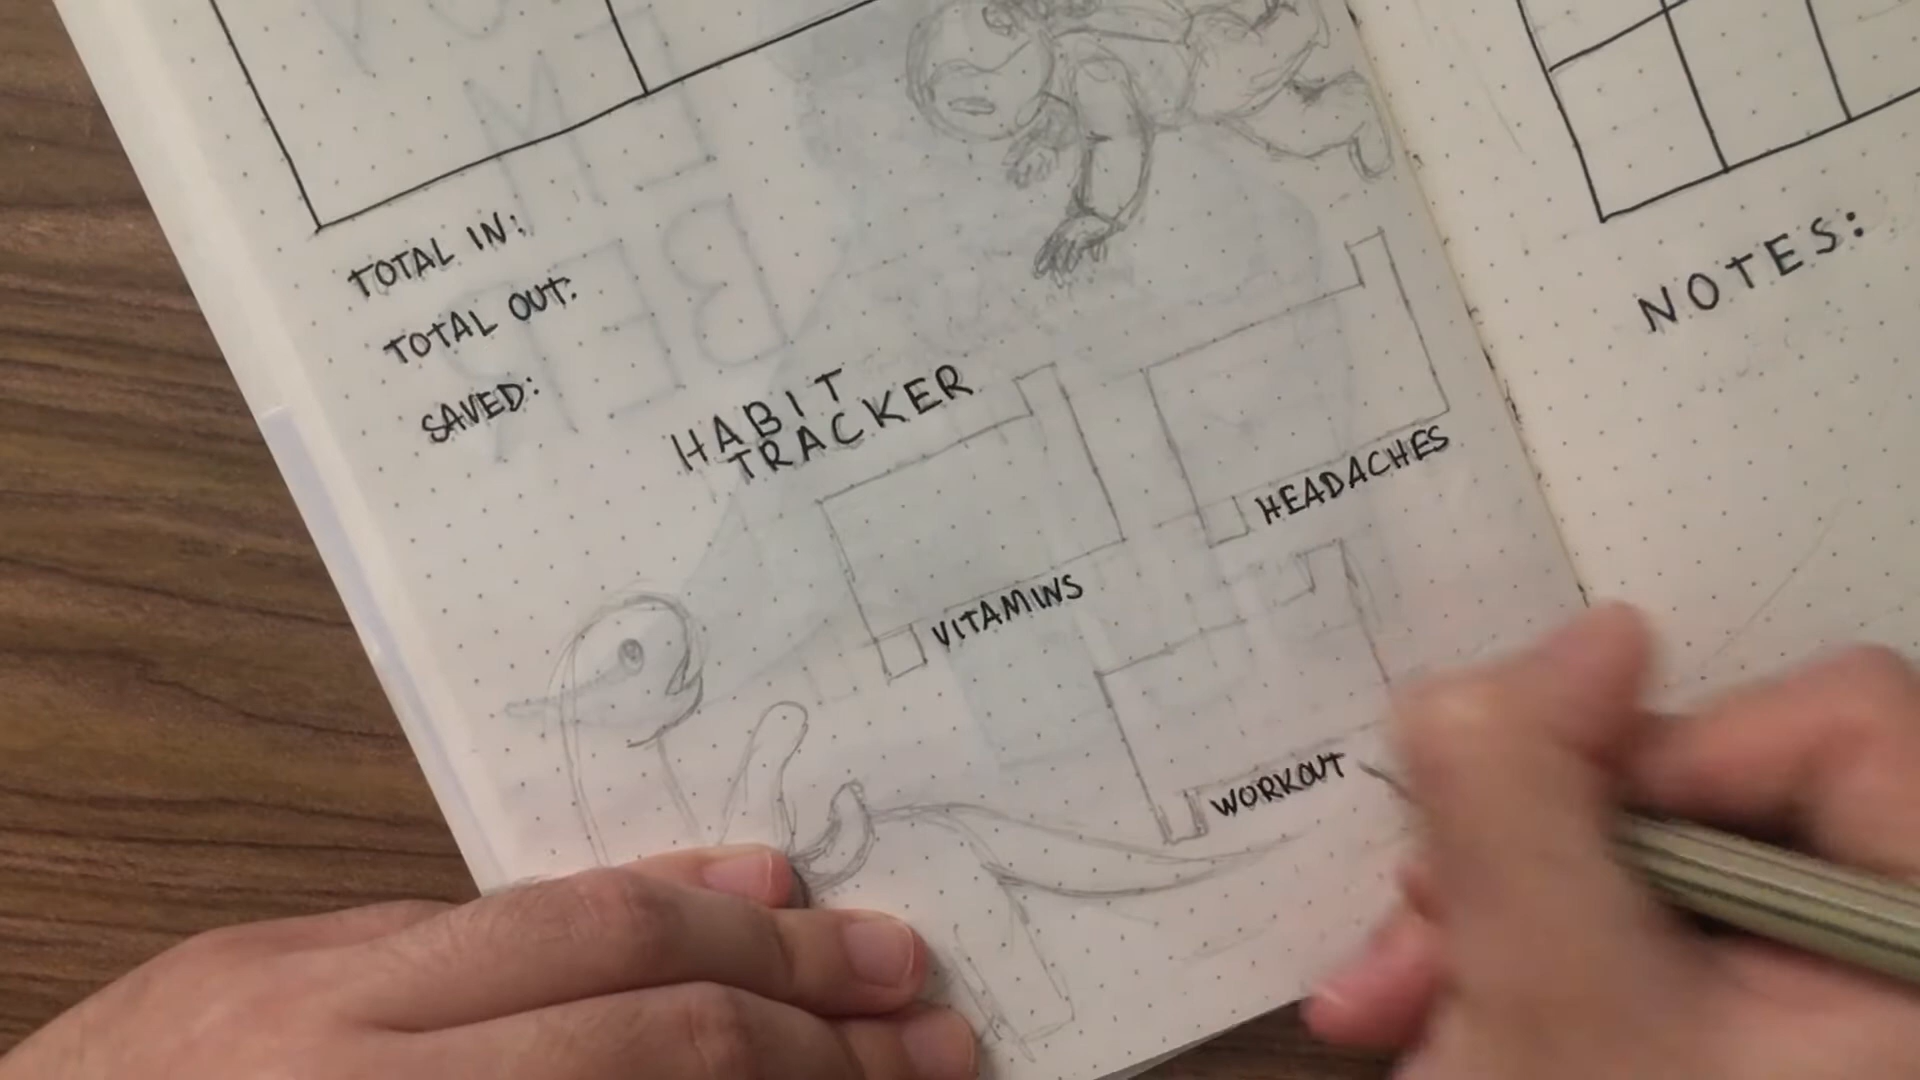 TOTAL IN:
TOTAL OUT:
SAVED:
HABIT
TRACKER
VITAMINS
HEADACHES
WORKOUT
NOTES: